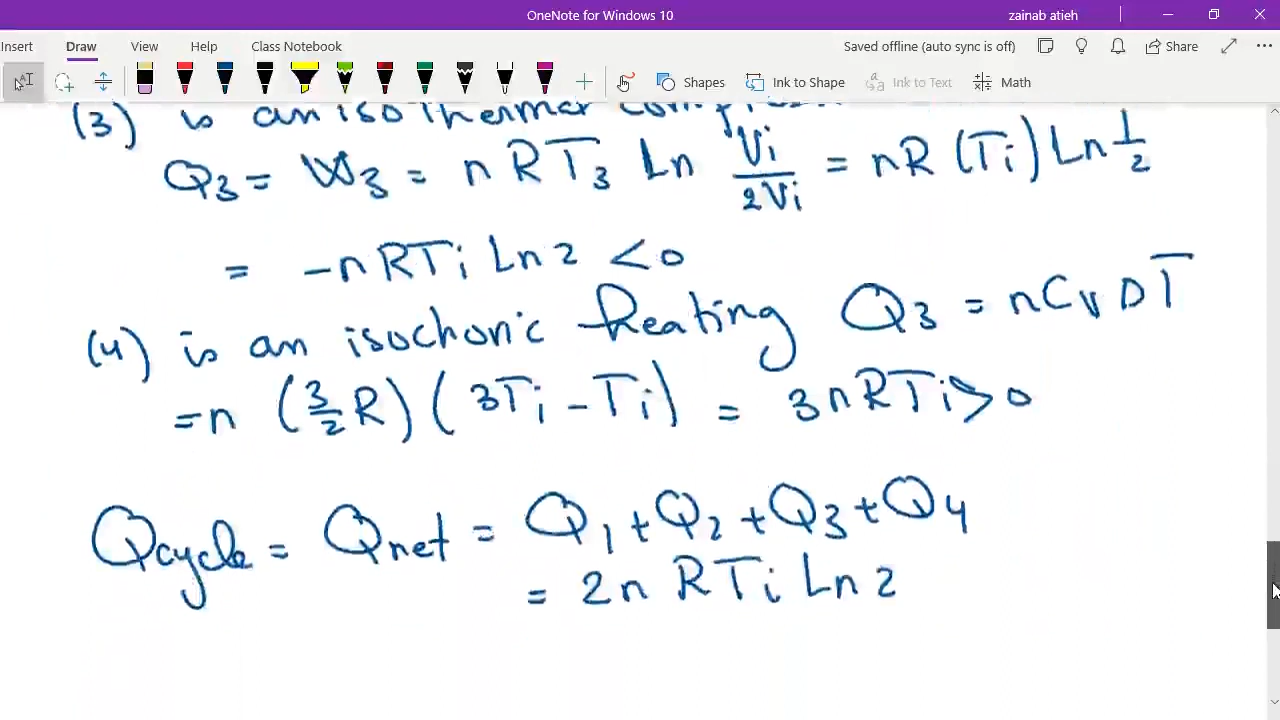 OneNote for Windows 10
zainab atieh
Insert Draw View Help Class Notebook Saved offline (auto sync is off) Share
Shapes Ink to Shape Ink to Text Math
(3) is an isothermal
Q3 = W3 = nRT3 Ln Vi/2Vi = nR (Ti) Ln 1/2
= -nRTi Ln2 <0
(4) is an isochoric heating Q3 = nCv DT
=n (3/2 R) (3Ti - Ti) = 3nRTi>0
Qcycle = Qnet = Q1+Q2+Q3+Q4
= 2n RTi Ln2